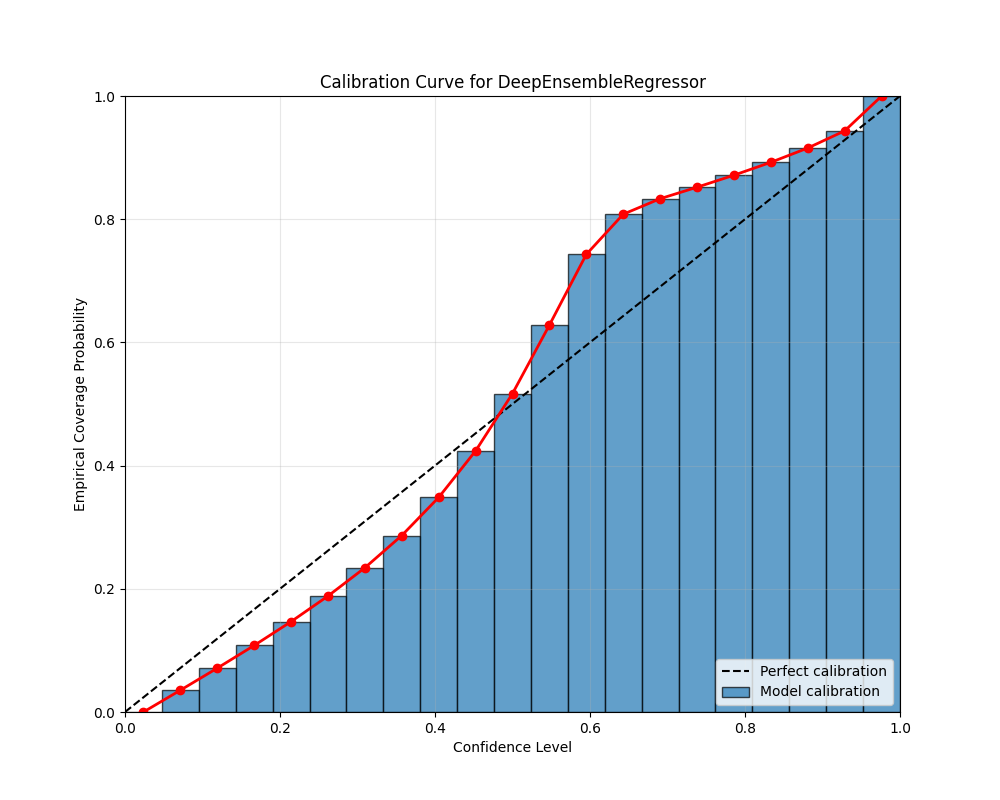 Calibration Curve for DeepEnsembleRegressor
1.0
0.8
0.6
0.4
0.2
0.0
Empirical Coverage Probability
0.0 0.2 0.4 0.6 0.8 1.0
Confidence Level
Perfect calibration
Model calibration